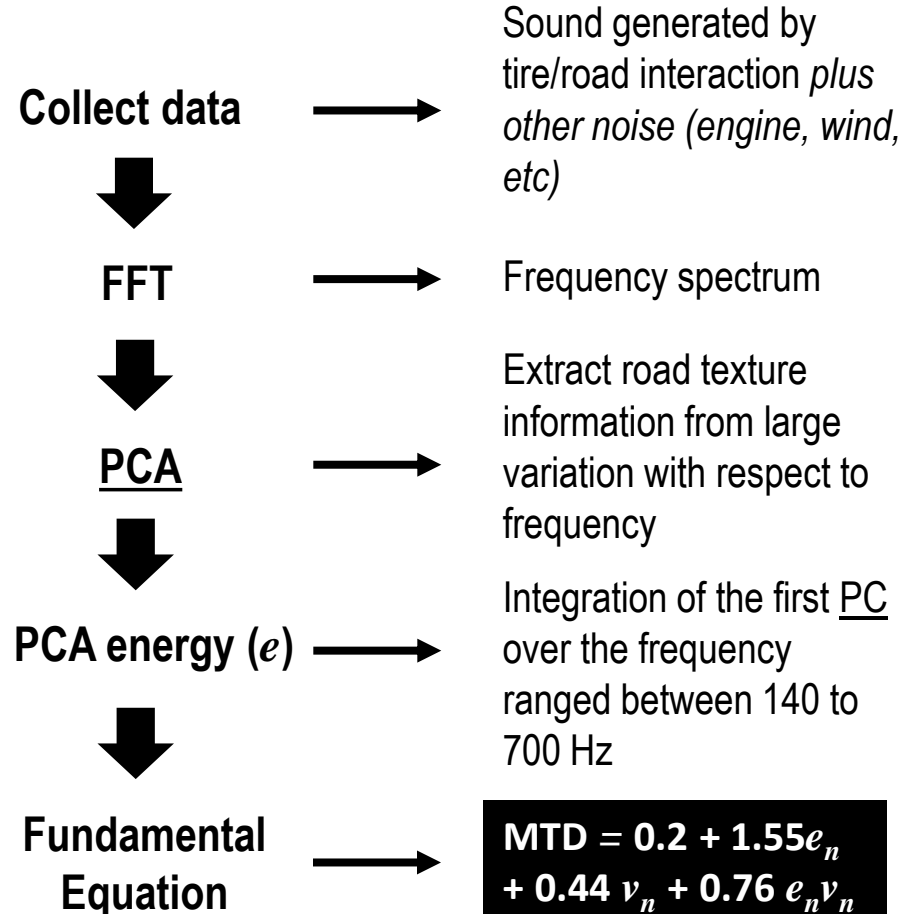 Collect data
Sound generated by
tire/road interaction plus
other noise (engine, wind,
etc)
FFT
Frequency spectrum
PCA
Extract road texture
information from large
variation with respect to
frequency
PCA energy (e)
Integration of the first PC
over the frequency
ranged between 140 to
700 Hz
Fundamental
Equation
MTD = 0.2 + 1.55eₙ
+ 0.44 vₙ + 0.76 eₙvₙ